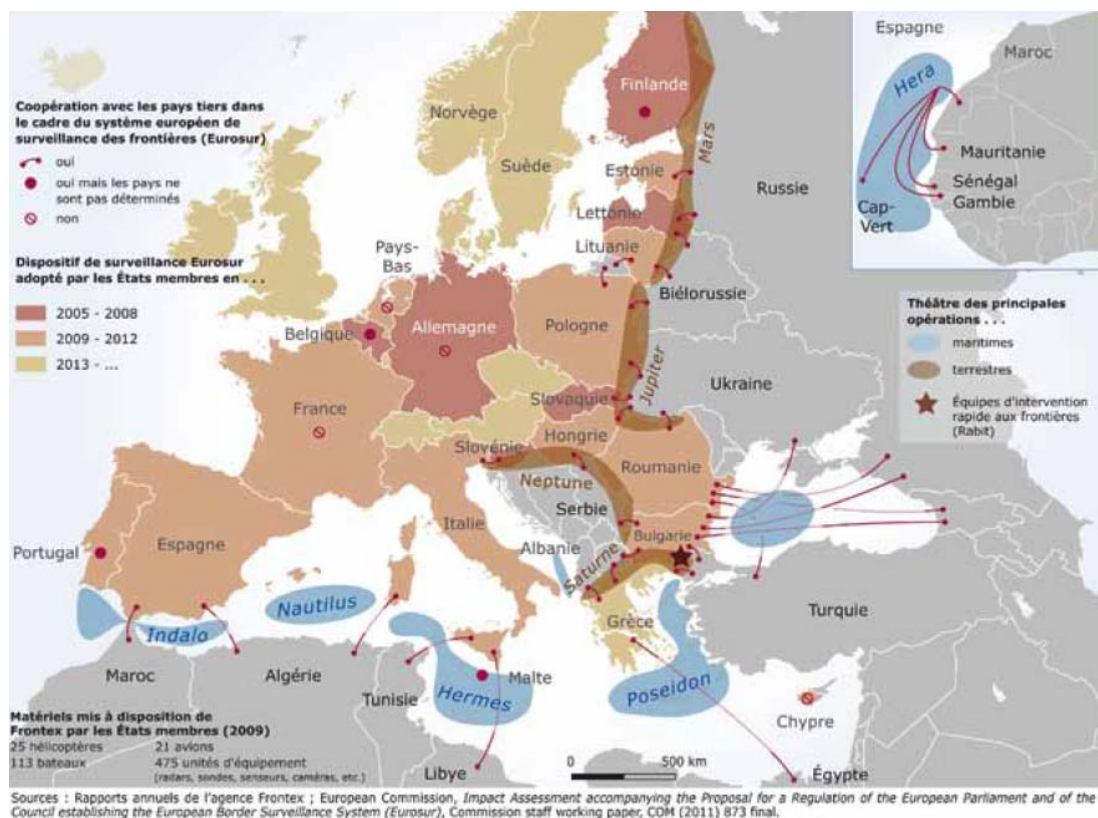 Coopération avec les pays tiers dans
le cadre du système européen de
surveillance des frontières (Eurosur)
oui
oui mais les pays ne
sont pas déterminés
non
Dispositif de surveillance Eurosur
adopté par les États membres en . . .
2005 - 2008
2009 - 2012
2013 - ...
Norvège
Suède
Finlande
Estonie
Lettonie
Lituanie
Mars
Russie
Biélorussie
Pays-
Bas
Belgique
Allemagne
Pologne
Jupiter
Ukraine
France
Slovaquie
Slovénie
Hongrie
Roumanie
Neptune
Serbie
Italie
Bulgarie
Albanie
Saturne
Portugal
Espagne
Grèce
Turquie
Nautilus
Indalo
Maroc
Algérie
Tunisie
Hermes
Malte
Poseidon
Chypre
Libye
Égypte
0 500 km
Espagne
Maroc
Hera
Mauritanie
Sénégal
Gambie
Cap-
Vert
Théâtre des principales
opérations . . .
maritimes
terrestres
Équipes d'intervention
rapide aux frontières
(Rabit)
Matériels mis à disposition de
Frontex par les États membres (2009)
25 hélicoptères 21 avions
113 bateaux 475 unités d'équipement
(radars, sondes, senseurs, caméras, etc.)
Sources : Rapports annuels de l'agence Frontex ; European Commission, Impact Assessment accompanying the Proposal for a Regulation of the European Parliament and of the
Council establishing the European Border Surveillance System (Eurosur), Commission staff working paper, COM (2011) 873 final.